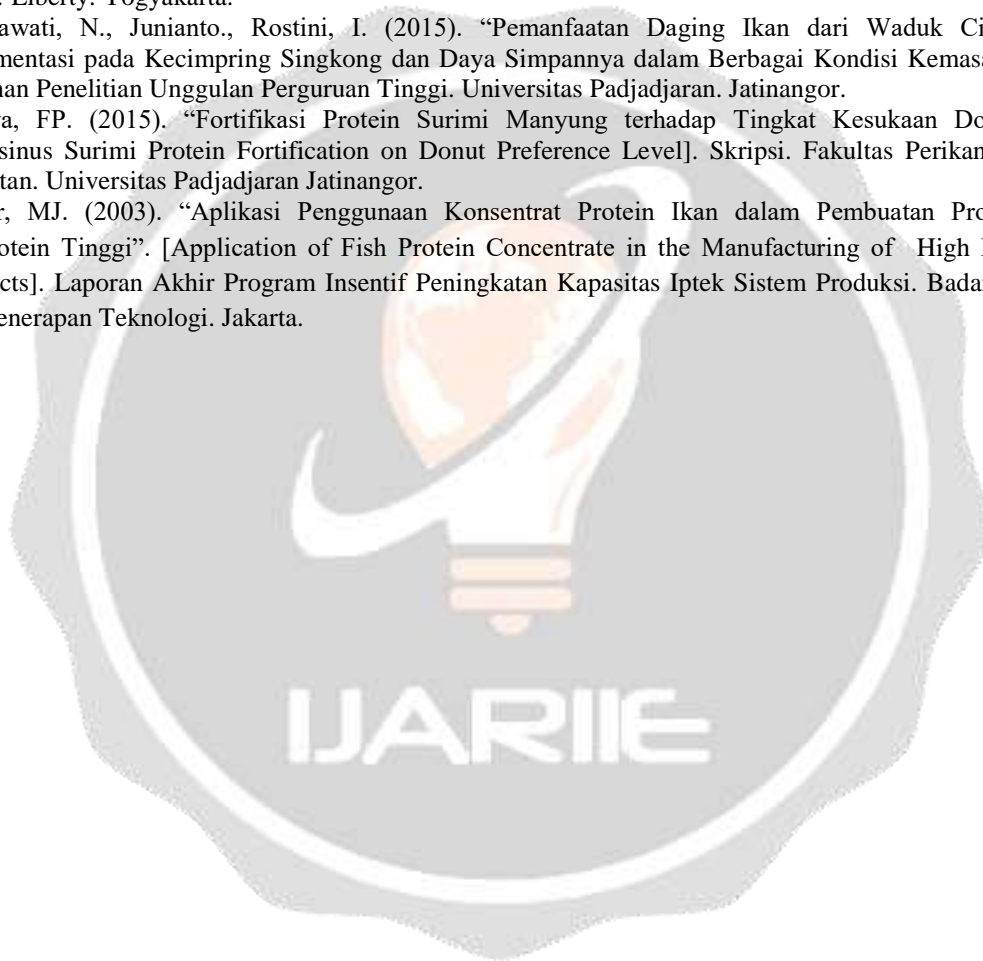 . Liberty. Yogyakarta.
awati, N., Junianto., Rostini, I. (2015). “Pemanfaatan Daging Ikan dari Waduk Ci
mentasi pada Kecimpring Singkong dan Daya Simpannya dalam Berbagai Kondisi Kemasa
nan Penelitian Unggulan Perguruan Tinggi. Universitas Padjadjaran. Jatinangor.
a, FP. (2015). “Fortifikasi Protein Surimi Manyung terhadap Tingkat Kesukaan Do
sinus Surimi Protein Fortification on Donut Preference Level]. Skripsi. Fakultas Perikan
tan. Universitas Padjadjaran Jatinangor.
r, MJ. (2003). “Aplikasi Penggunaan Konsentrat Protein Ikan dalam Pembuatan Pro
otein Tinggi”. [Application of Fish Protein Concentrate in the Manufacturing of High
cts]. Laporan Akhir Program Insentif Peningkatan Kapasitas Iptek Sistem Produksi. Badan
enerapan Teknologi. Jakarta.
IJARIIE